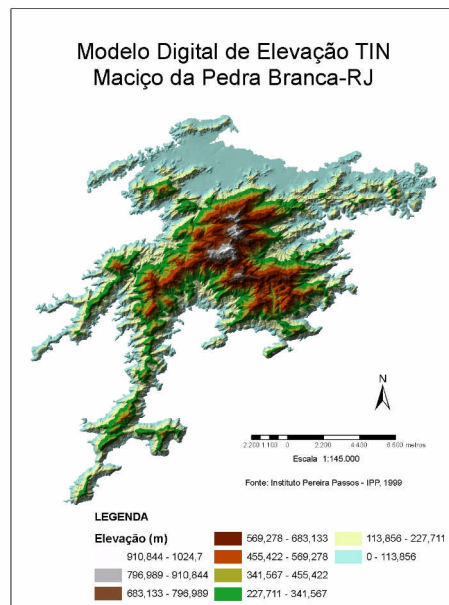 Modelo Digital de Elevação TIN
Maciço da Pedra Branca-RJ
N
2.200 1.100 0 2.200 4.400 6.600 metros
Escala 1:145.000
Fonte: Instituto Pereira Passos - IPP, 1999
LEGENDA
Elevação (m)
910,844 - 1024,7
796,989 - 910,844
683,133 - 796,989
569,278 - 683,133
455,422 - 569,278
341,567 - 455,422
227,711 - 341,567
113,856 - 227,711
0 - 113,856